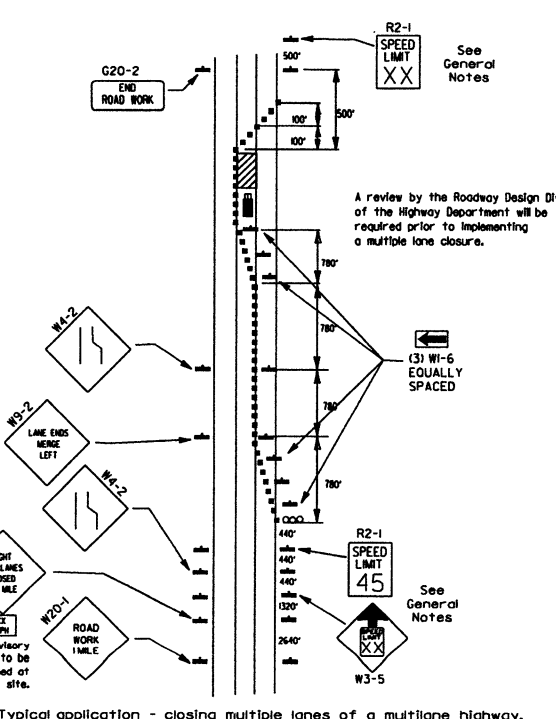 R2-1
SPEED
LIMIT
XX
See
General
Notes
500'
G20-2
END
ROAD WORK
500'
100'
100'
A review by the Roadway Design Di
of the Highway Department will be
required prior to implementing
a multiple lane closure.
780'
780'
W4-2
(3) W1-6
EQUALLY
SPACED
780'
W9-2
LANE ENDS
MERGE
LEFT
780'
W4-2
440'
R2-1
SPEED
LIMIT
45
440'
440'
See
General
Notes
GHT
LANES
OSED
MILE
1320'
X
PH
W20-1
ROAD
WORK
1 MILE
SPEED
LIMIT
XX
W3-5
2640'
visory
to be
ed at
site.
Typical application - closing multiple lanes of a multilane highway.